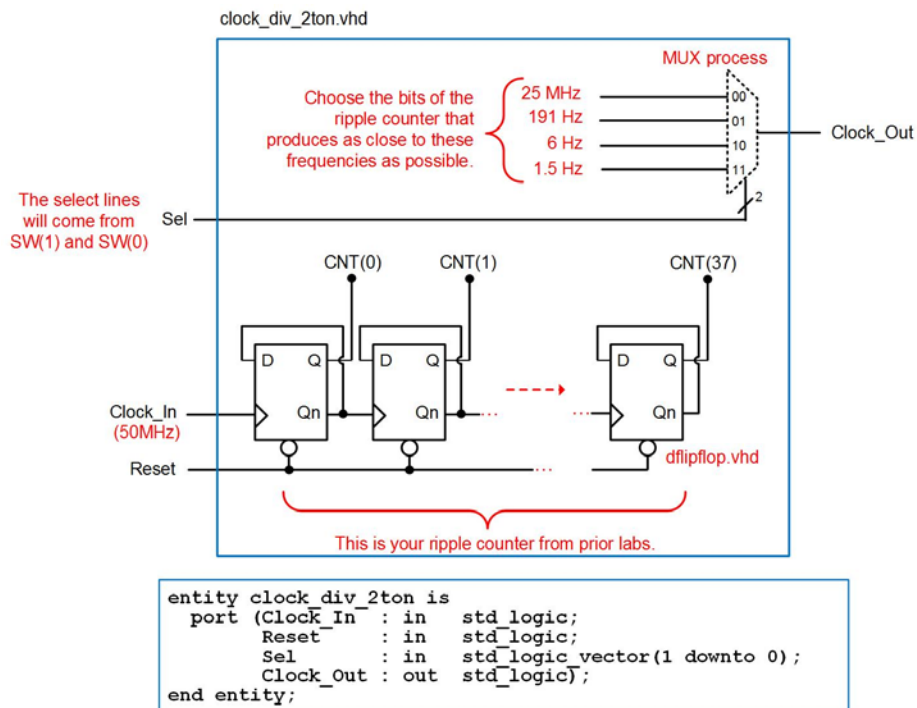 clock_div_2ton.vhd
MUX process
Choose the bits of the
ripple counter that
produces as close to these
frequencies as possible.
25 MHz
191 Hz
6 Hz
1.5 Hz
00
01
10
11
Clock_Out
2
The select lines
will come from
SW(1) and SW(0)
Sel
CNT(0)
CNT(1)
CNT(37)
D Q
Qn
D Q
Qn
D Q
Qn
Clock_In
(50MHz)
Reset
dflipflop.vhd
This is your ripple counter from prior labs.
entity clock_div_2ton is
port (Clock_In : in std_logic;
Reset : in std_logic;
Sel : in std_logic_vector(1 downto 0);
Clock_Out : out std_logic);
end entity;